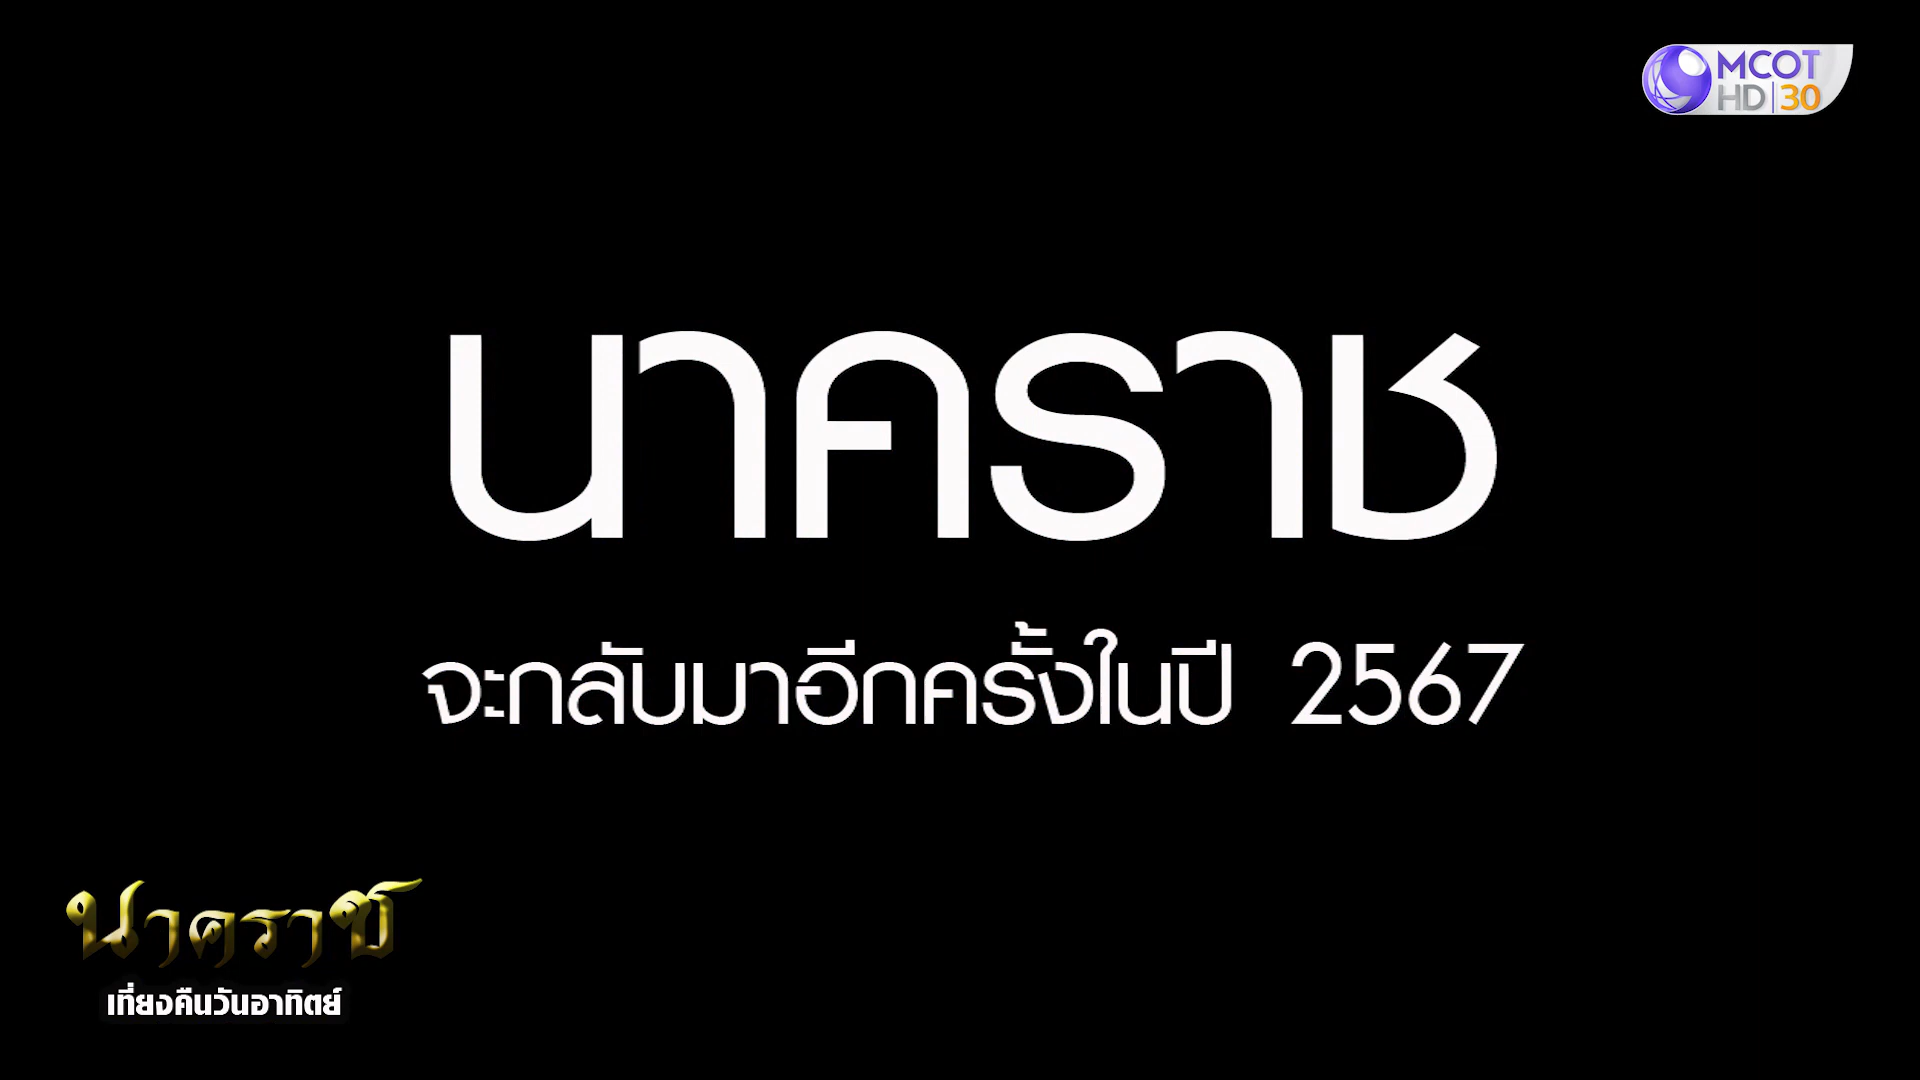 MCOT
HD 30
นาคราช
จะกลับมาอีกครั้งในปี 2567
นาคราช
เที่ยงคืนวันอาทิตย์